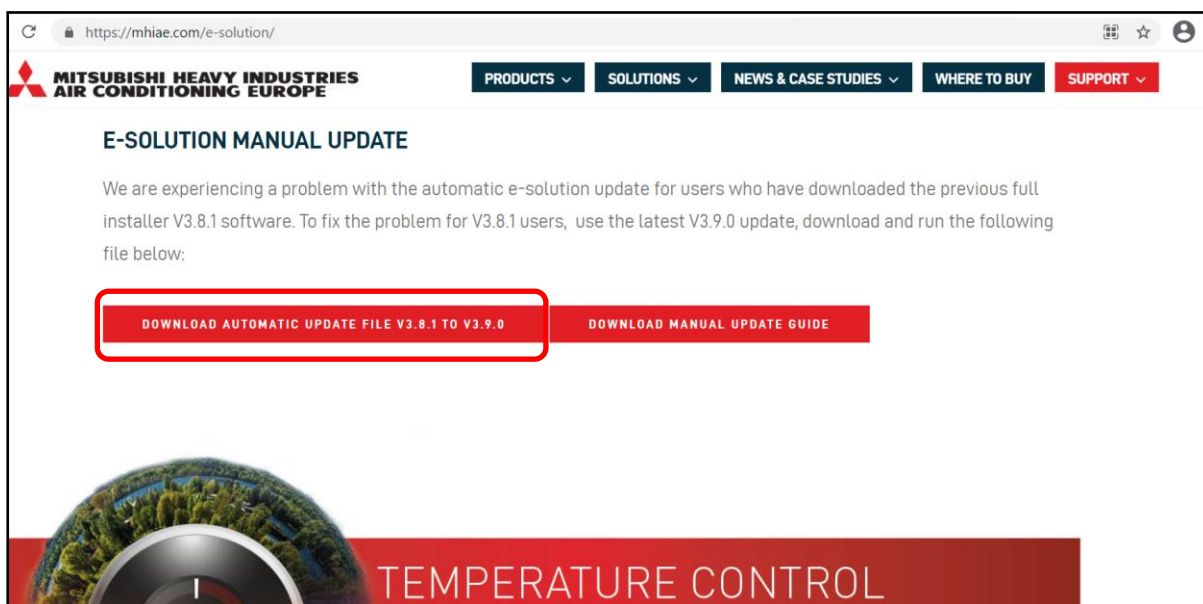 https://mhiae.com/e-solution/
MITSUBISHI HEAVY INDUSTRIES
AIR CONDITIONING EUROPE
PRODUCTS
SOLUTIONS
NEWS & CASE STUDIES
WHERE TO BUY
SUPPORT
E-SOLUTION MANUAL UPDATE
We are experiencing a problem with the automatic e-solution update for users who have downloaded the previous full
installer V3.8.1 software. To fix the problem for V3.8.1 users, use the latest V3.9.0 update, download and run the following
file below:
DOWNLOAD AUTOMATIC UPDATE FILE V3.8.1 TO V3.9.0
DOWNLOAD MANUAL UPDATE GUIDE
TEMPERATURE CONTROL